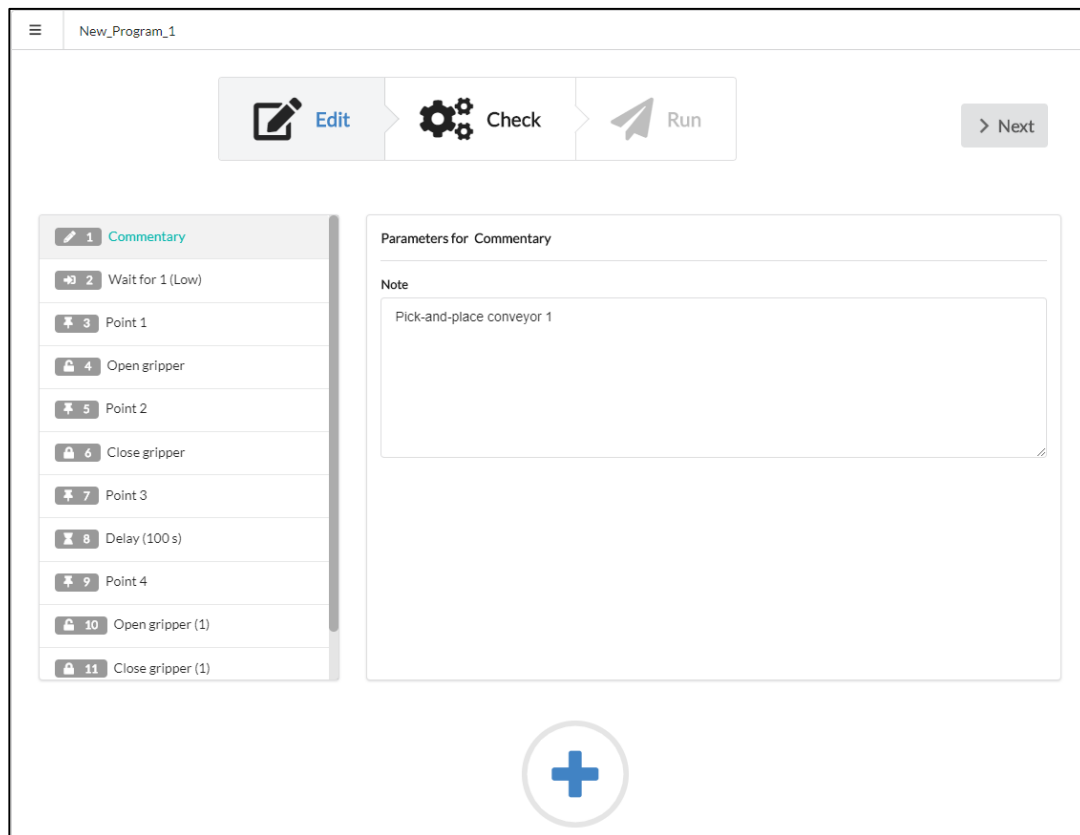 New_Program_1
Edit
Check
Run
Next
1 Commentary
2 Wait for 1 (Low)
3 Point 1
4 Open gripper
5 Point 2
6 Close gripper
7 Point 3
8 Delay (100 s)
9 Point 4
10 Open gripper (1)
11 Close gripper (1)
Parameters for Commentary
Note
Pick-and-place conveyor 1